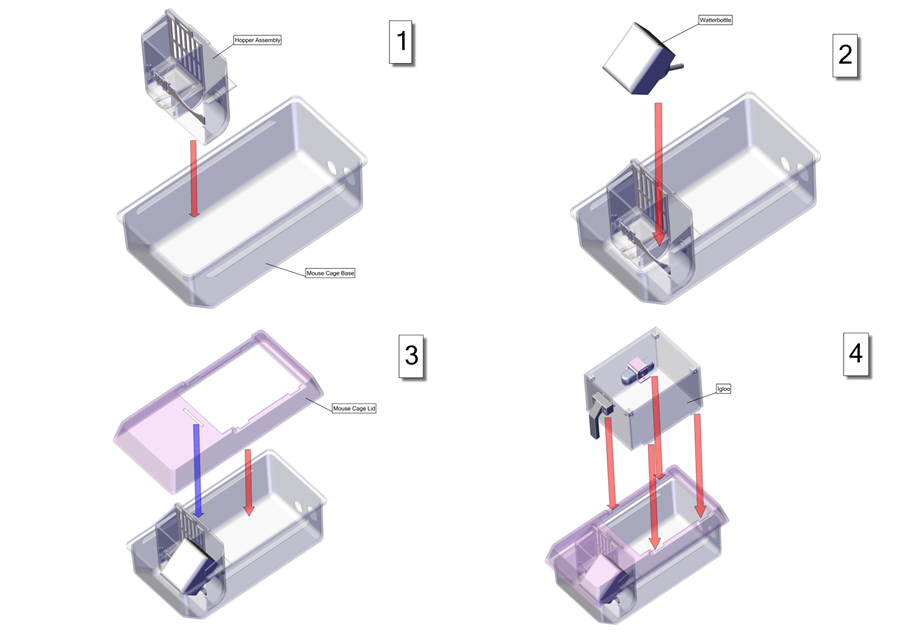 Hopper Assembly
1
Mouse Cage Base
Watterbottle
2
Mouse Cage Lid
3
Igloo
4